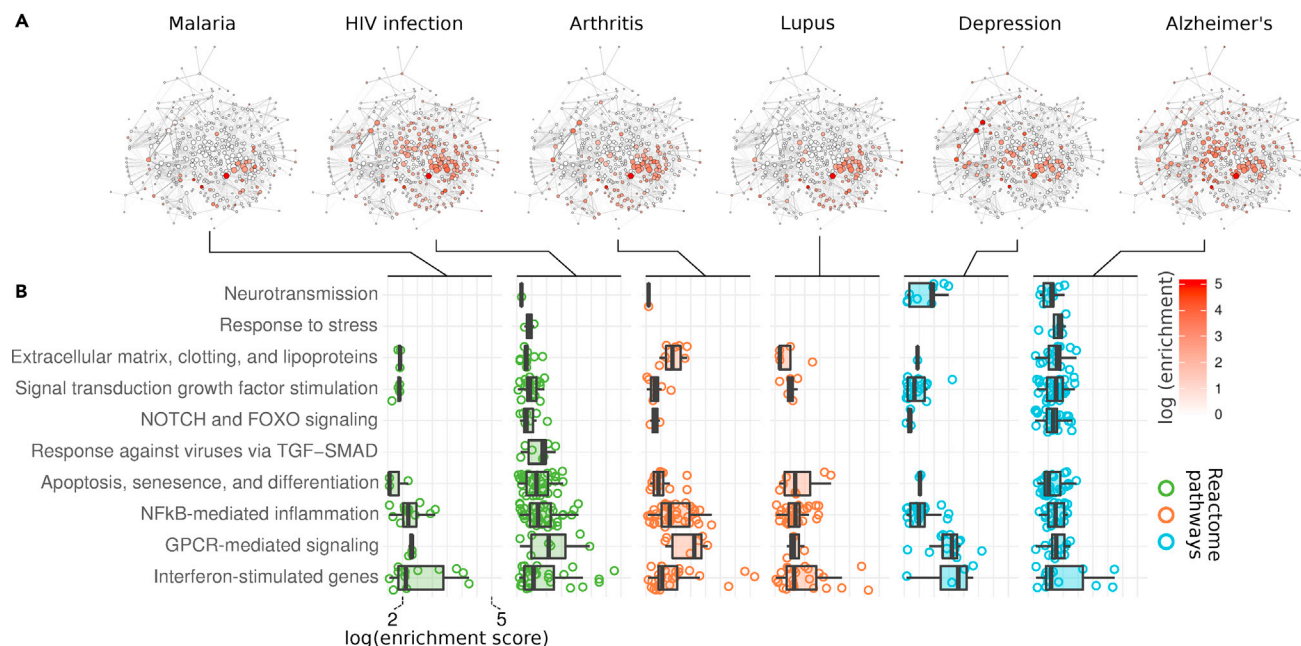 A
Malaria
HIV infection
Arthritis
Lupus
Depression
Alzheimer's
B
Neurotransmission
Response to stress
Extracellular matrix, clotting, and lipoproteins
Signal transduction growth factor stimulation
NOTCH and FOXO signaling
Response against viruses via TGF−SMAD
Apoptosis, senesence, and differentiation
NFkB-mediated inflammation
GPCR-mediated signaling
Interferon-stimulated genes
2
5
log(enrichment score)
log (enrichment)
5
4
3
2
1
0
Reactome
pathways